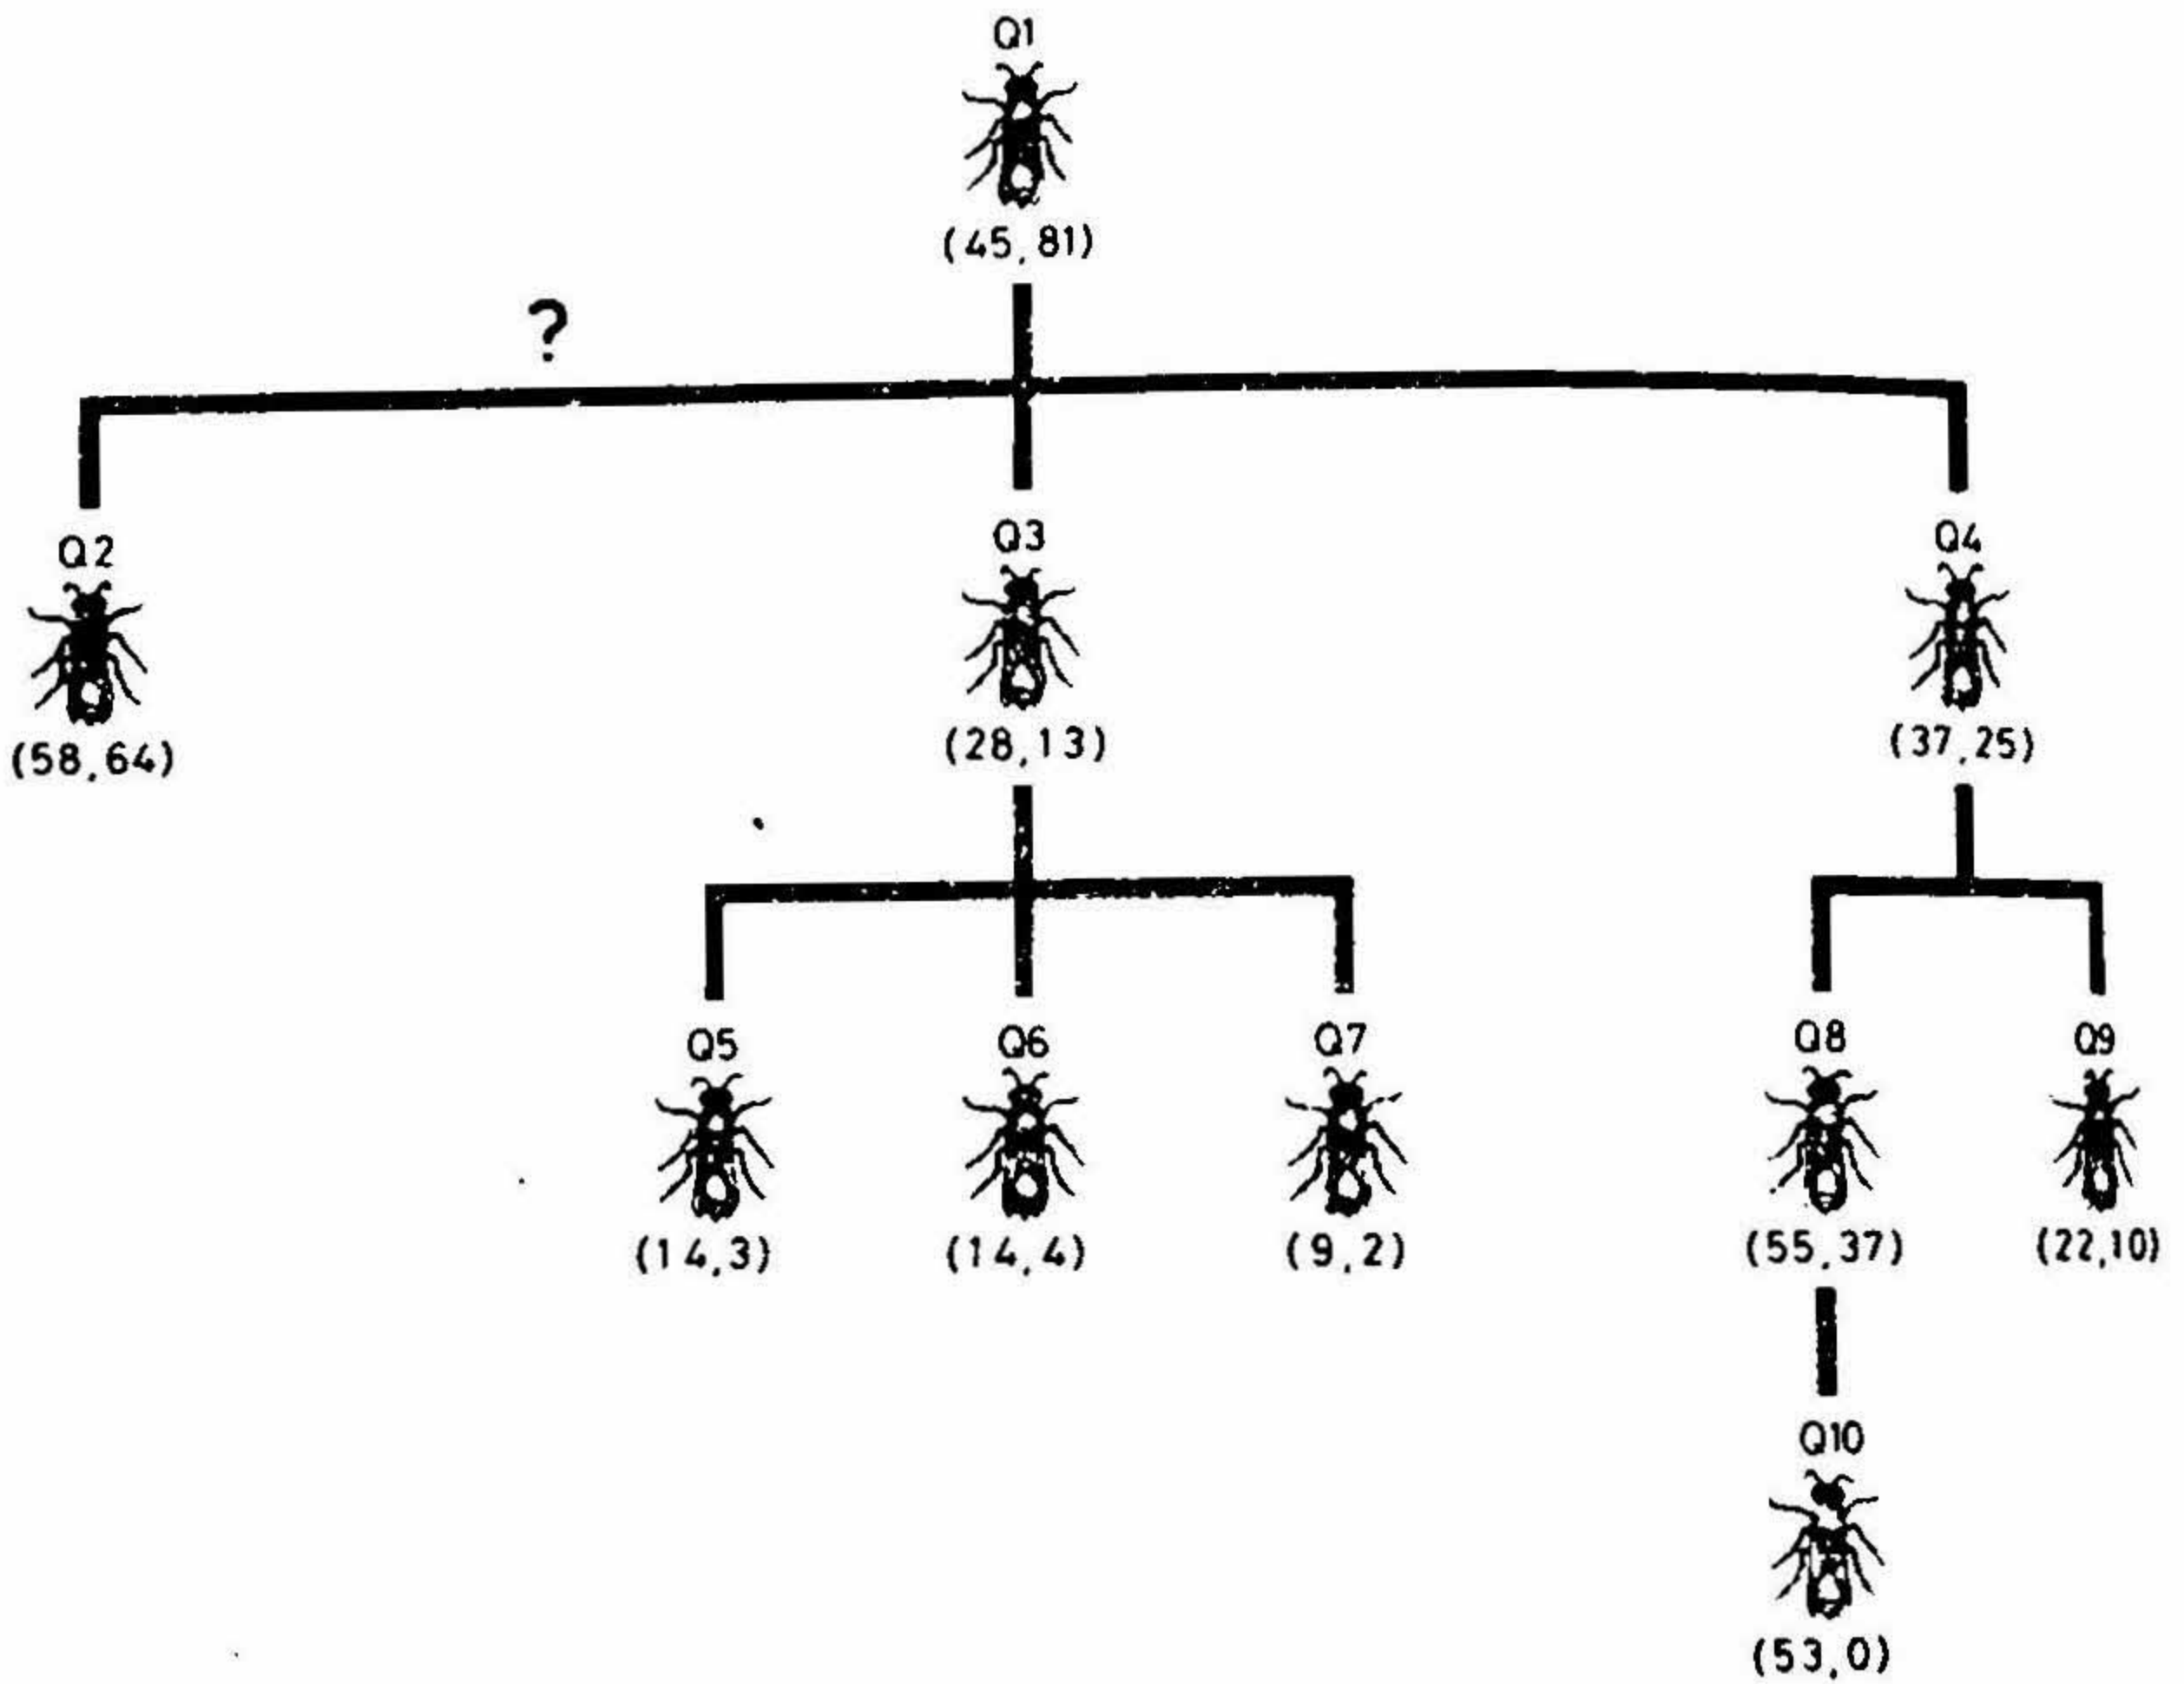 Q1
(45,81)
?
Q2
(58,64)
Q3
(28,13)
Q4
(37,25)
Q5
(14,3)
Q6
(14,4)
Q7
(9,2)
Q8
(55,37)
Q9
(22,10)
Q10
(53,0)